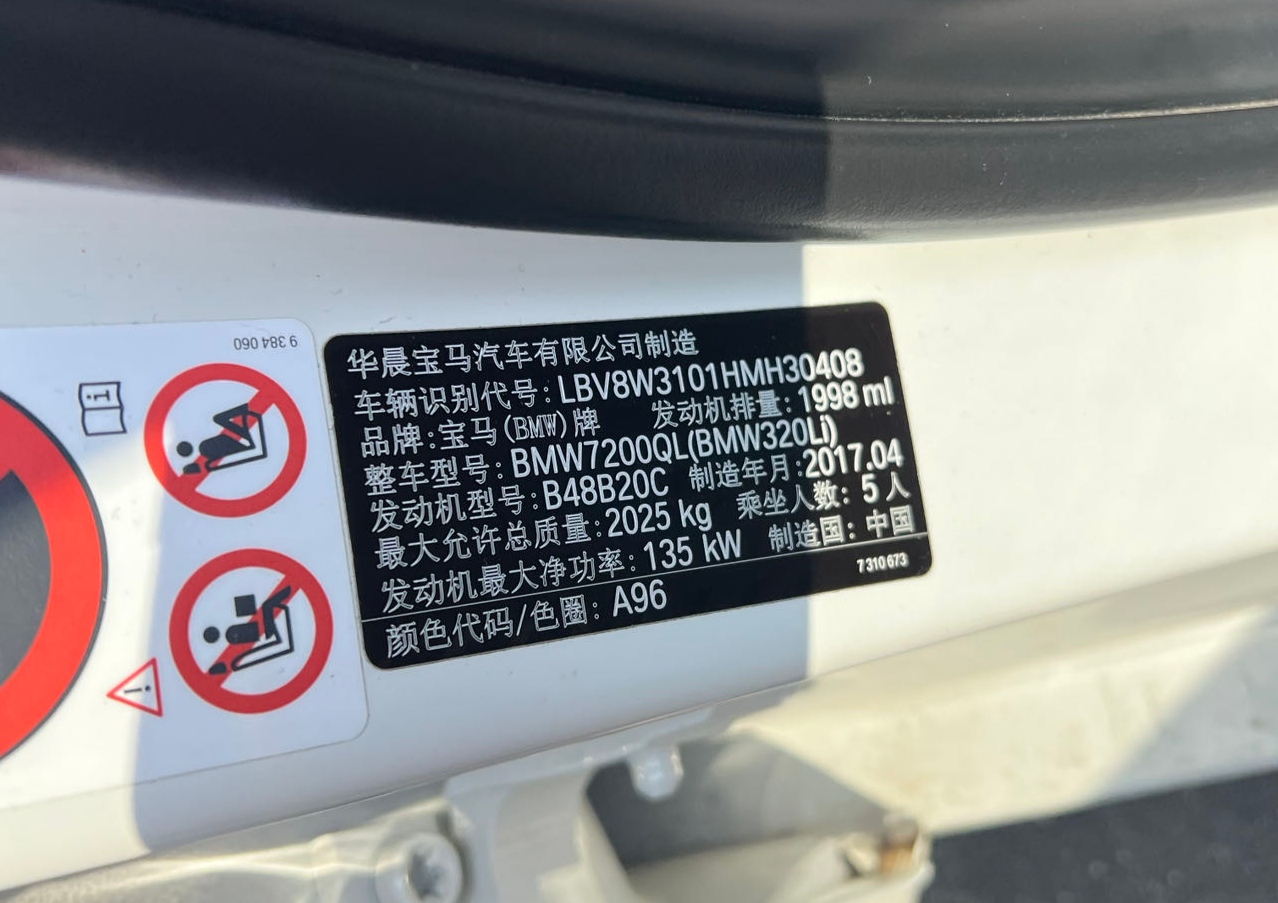 9 384 060
华晨宝马汽车有限公司制造
车辆识别代号: LBV8W3101HMH30408
品牌:宝马(BMW)牌 发动机排量:1998 ml
整车型号: BMW7200QL(BMW320Li)
发动机型号: B48B20C 制造年月:2017.04
最大允许总质量: 2025 kg 乘坐人数: 5 人
发动机最大净功率: 135 kW 制造国: 中国
颜色代码/色圈: A96 7 310 673